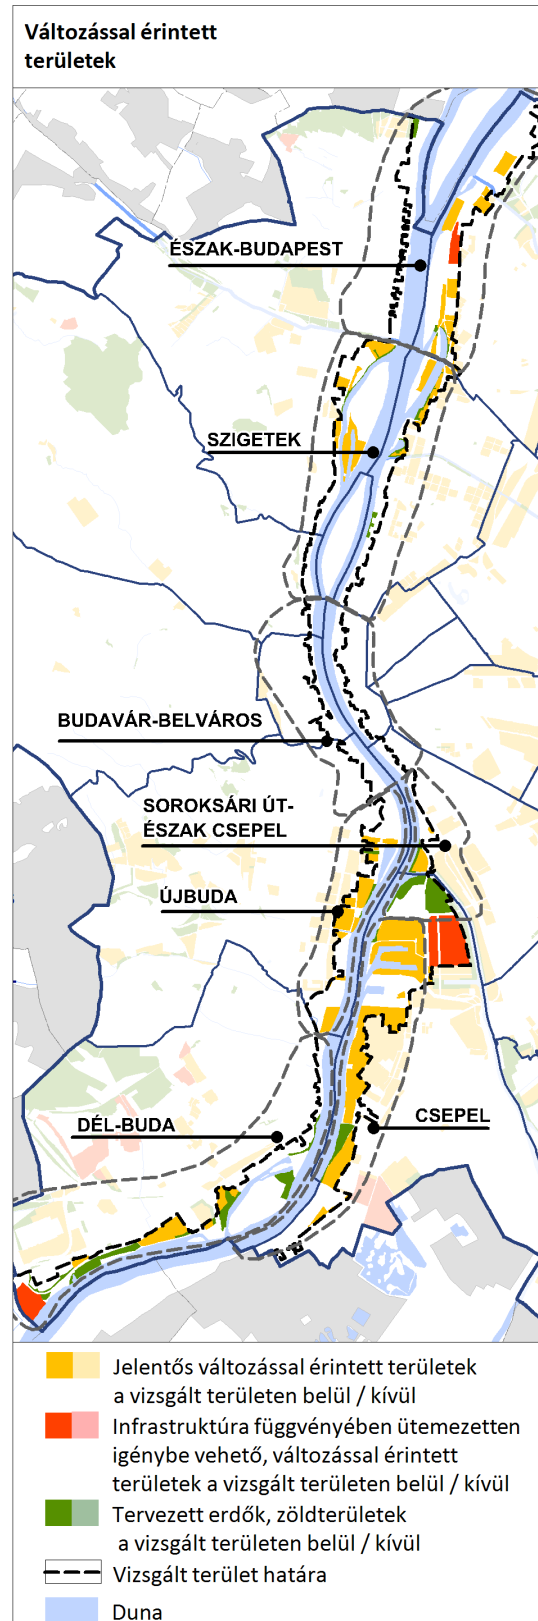 Változással érintett
területek
ÉSZAK-BUDAPEST
SZIGETEK
BUDAVÁR-BELVÁROS
SOROKSÁRI ÚT-
ÉSZAK CSEPEL
ÚJBUDA
DÉL-BUDA
CSEPEL
Jelentős változással érintett területek
a vizsgált területen belül / kívül
Infrastruktúra függvényében ütemezetten
igénybe vehető, változással érintett
területek a vizsgált területen belül / kívül
Tervezett erdők, zöldterületek
a vizsgált területen belül / kívül
Vizsgált terület határa
Duna